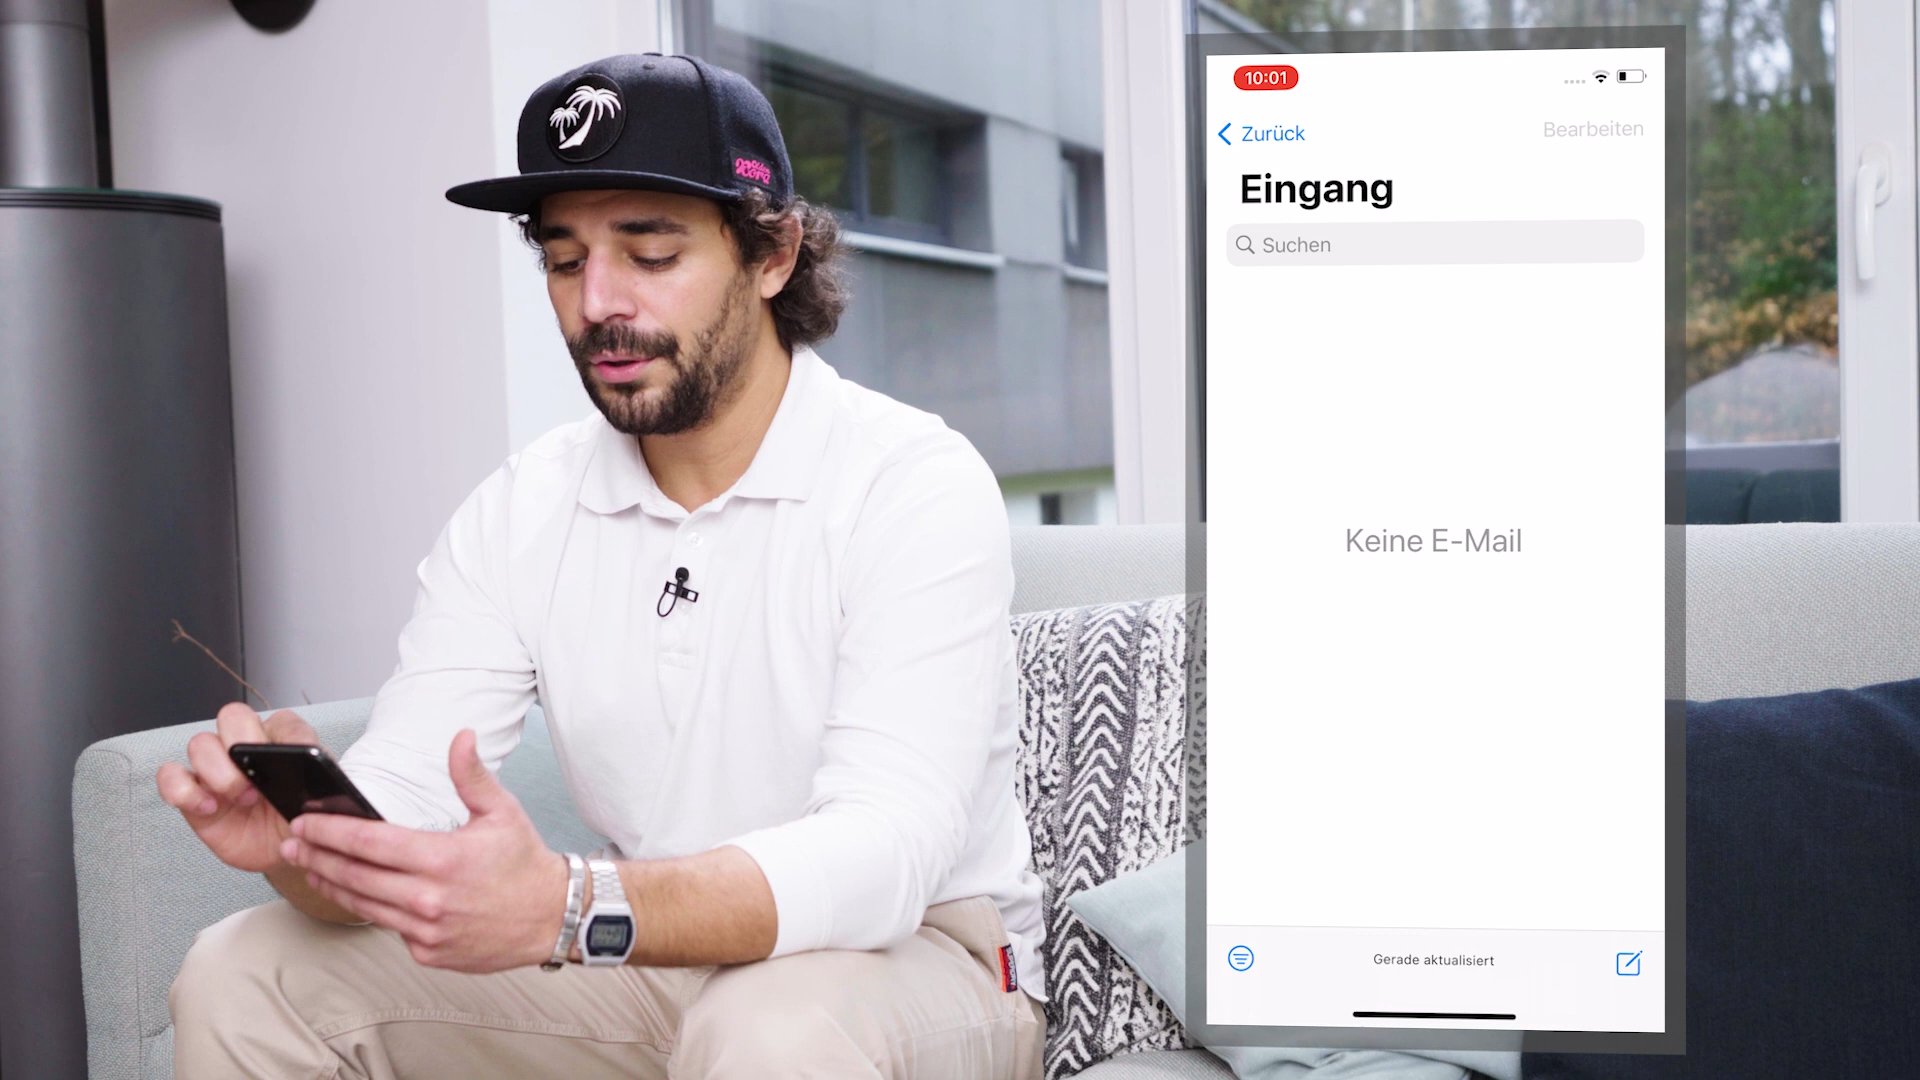 10:01
Zurück
Bearbeiten
Eingang
Suchen
Keine E-Mail
Gerade aktualisiert